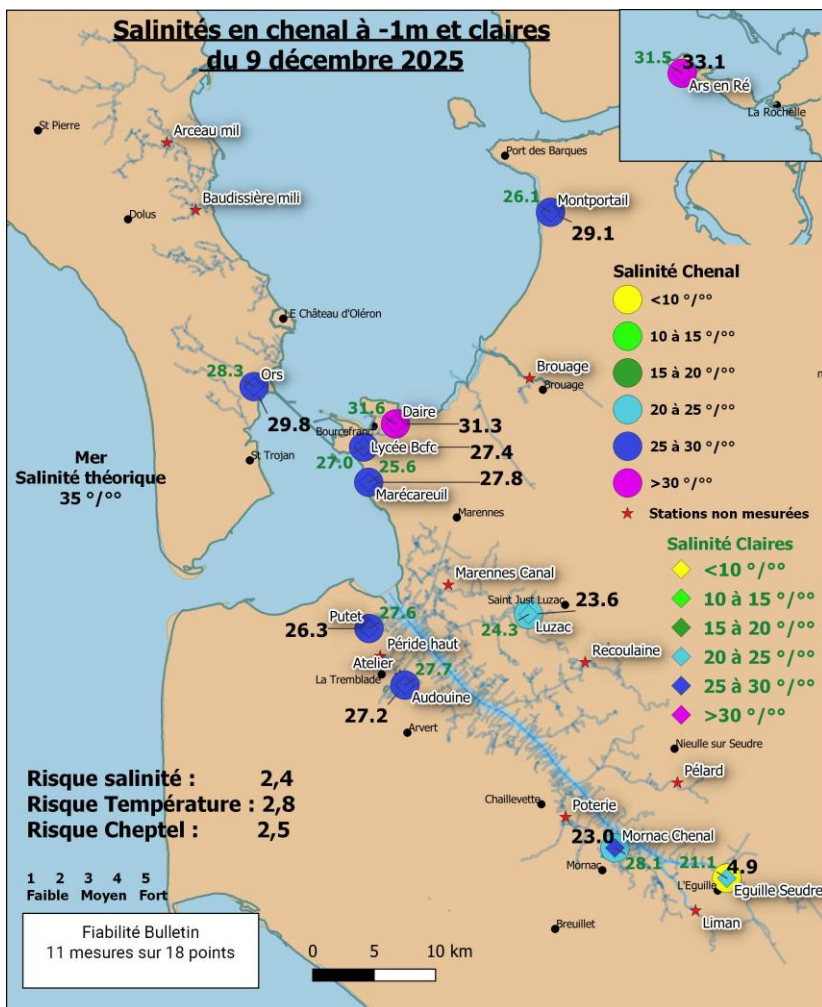 Salinités en chenal à -1m et claires
du 9 décembre 2025
31.5
33.1
Ars en Ré
La Rochelle
St Pierre
Arceau mil
Port des Barques
Baudissière mili
Dolus
26.1
Montportail
29.1
Salinité Chenal
<10 °/°°
10 à 15 °/°°
15 à 20 °/°°
20 à 25 °/°°
25 à 30 °/°°
>30 °/°°
Stations non mesurées
LE Château d'Oléron
Brouage
Brouage
28.3
Ors
29.8
31.6
Daire
31.3
Bourcefranc
Lycée Bcfc
27.4
27.0
25.6
27.8
Marécareuil
St Trojan
Mer
Salinité théorique
35 °/°°
Marennes
Salinité Claires
<10 °/°°
10 à 15 °/°°
15 à 20 °/°°
20 à 25 °/°°
25 à 30 °/°°
>30 °/°°
Marennes Canal
Saint Just Luzac
23.6
24.3
Luzac
Putet
27.6
26.3
Péride haut
Atelier
La Tremblade
27.7
Audouine
27.2
Arvert
Recoulaine
Nieulle sur Seudre
Pélard
Chaillevette
Poterie
23.0
Mornac Chenal
28.1
Mornac
21.1
4.9
L'Eguille
Eguille Seudre
Liman
Breuillet
Risque salinité : 2,4
Risque Température : 2,8
Risque Cheptel : 2,5
1 2 3 4 5
Faible Moyen Fort
Fiabilité Bulletin
11 mesures sur 18 points
0 5 10 km